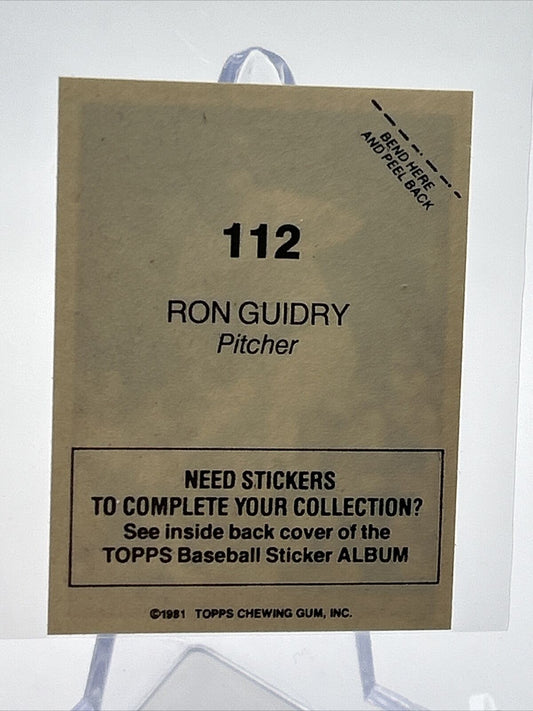 BEND HERE
AND PEEL BACK
112
RON GUIDRY
Pitcher
NEED STICKERS
TO COMPLETE YOUR COLLECTION?
See inside back cover of the
TOPPS Baseball Sticker ALBUM
©1981 TOPPS CHEWING GUM, INC.